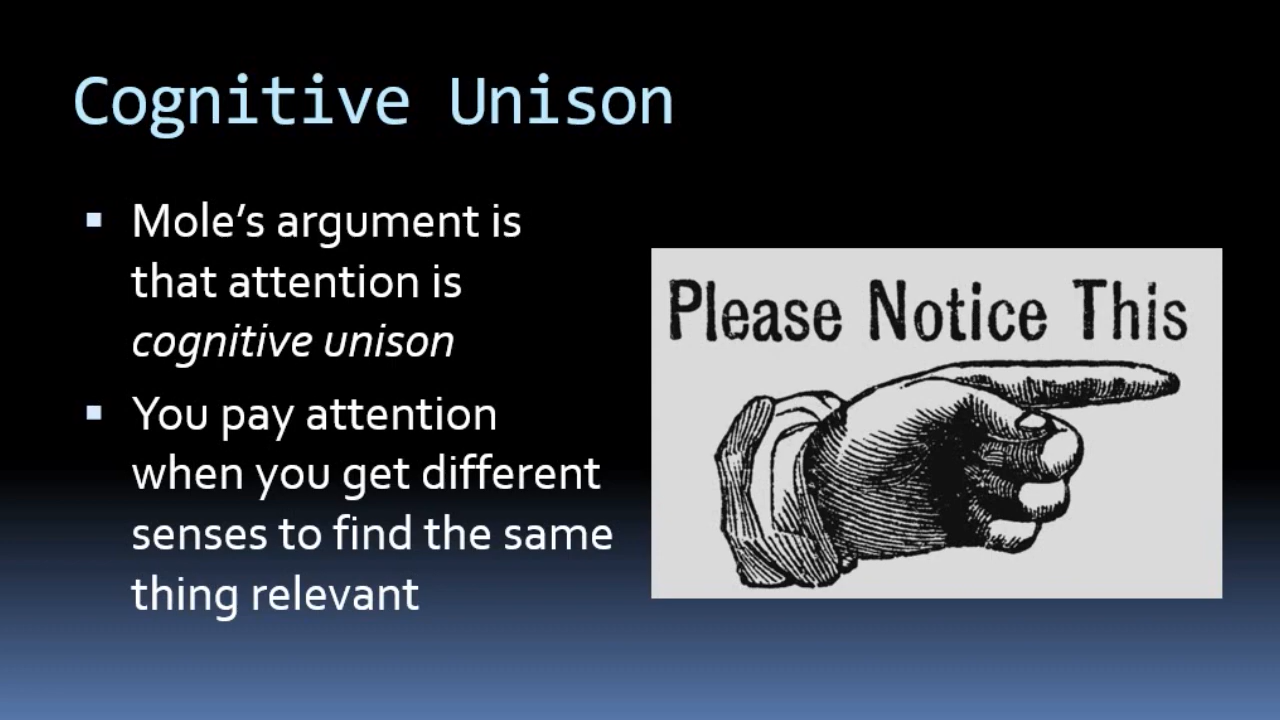 Cognitive Unison
Mole’s argument is
that attention is
cognitive unison
You pay attention
when you get different
senses to find the same
thing relevant
Please Notice This